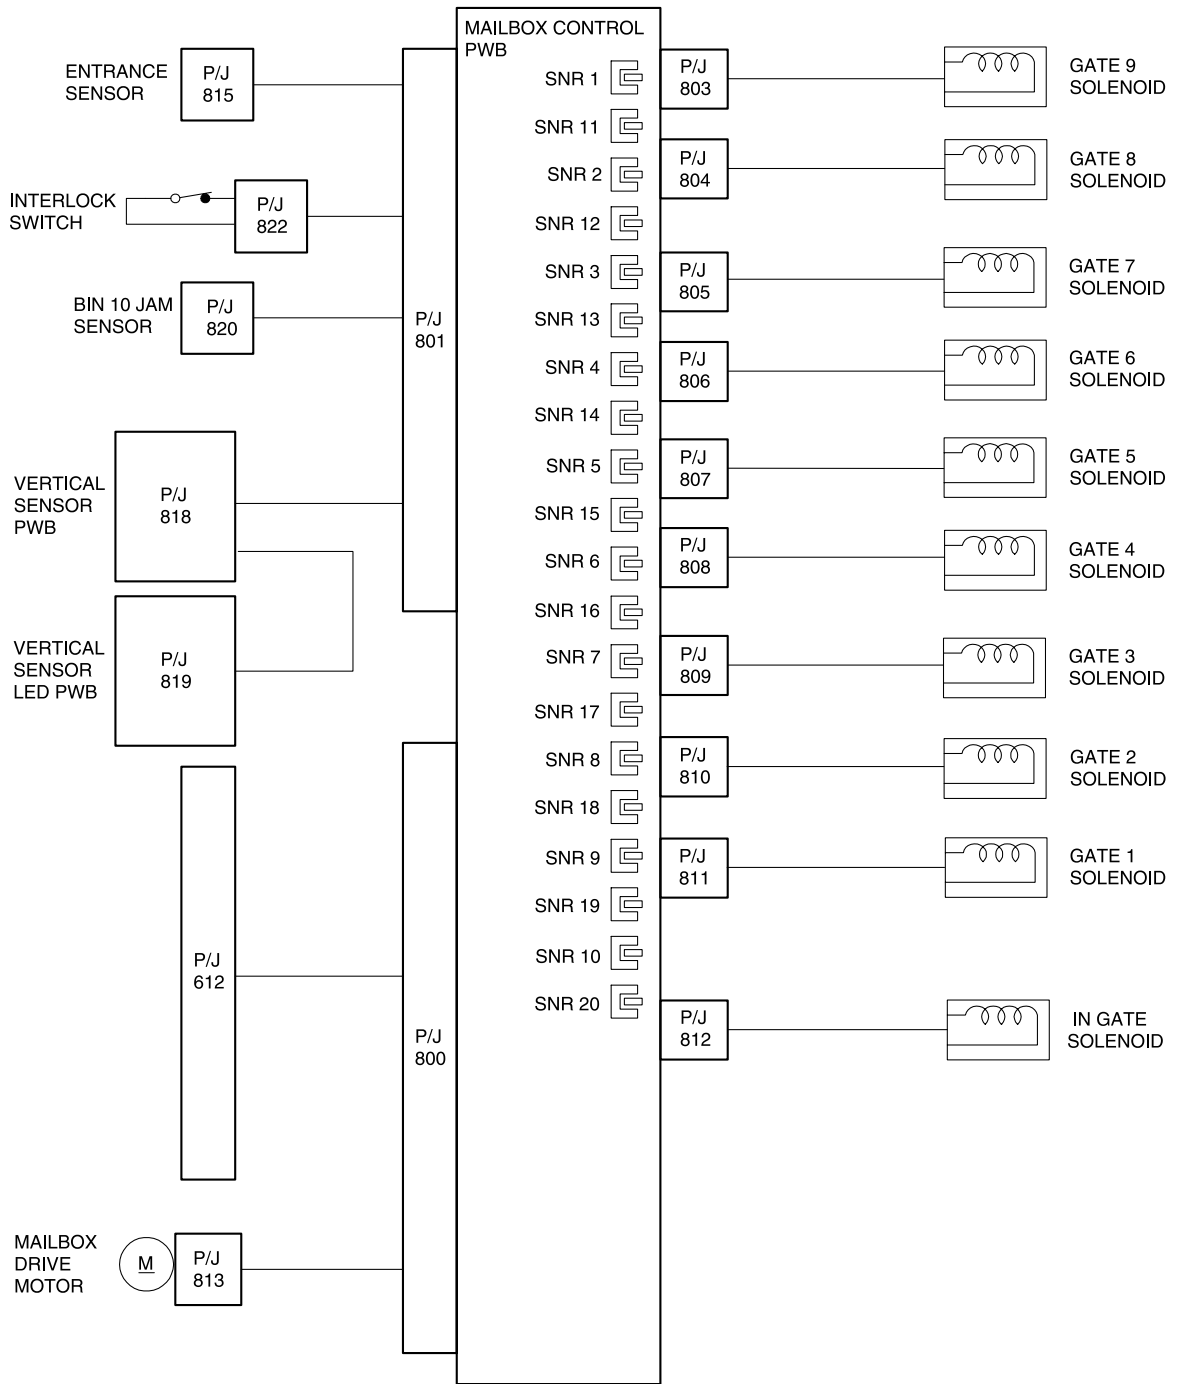 MAILBOX CONTROL
PWB
ENTRANCE
SENSOR
P/J
815
INTERLOCK
SWITCH
P/J
822
BIN 10 JAM
SENSOR
P/J
820
VERTICAL
SENSOR
PWB
P/J
818
VERTICAL
SENSOR
LED PWB
P/J
819
P/J
612
MAILBOX
DRIVE
MOTOR
M
P/J
813
P/J
801
P/J
800
SNR 1
SNR 11
SNR 2
SNR 12
SNR 3
SNR 13
SNR 4
SNR 14
SNR 5
SNR 15
SNR 6
SNR 16
SNR 7
SNR 17
SNR 8
SNR 18
SNR 9
SNR 19
SNR 10
SNR 20
P/J
803
GATE 9
SOLENOID
P/J
804
GATE 8
SOLENOID
P/J
805
GATE 7
SOLENOID
P/J
806
GATE 6
SOLENOID
P/J
807
GATE 5
SOLENOID
P/J
808
GATE 4
SOLENOID
P/J
809
GATE 3
SOLENOID
P/J
810
GATE 2
SOLENOID
P/J
811
GATE 1
SOLENOID
P/J
812
IN GATE
SOLENOID